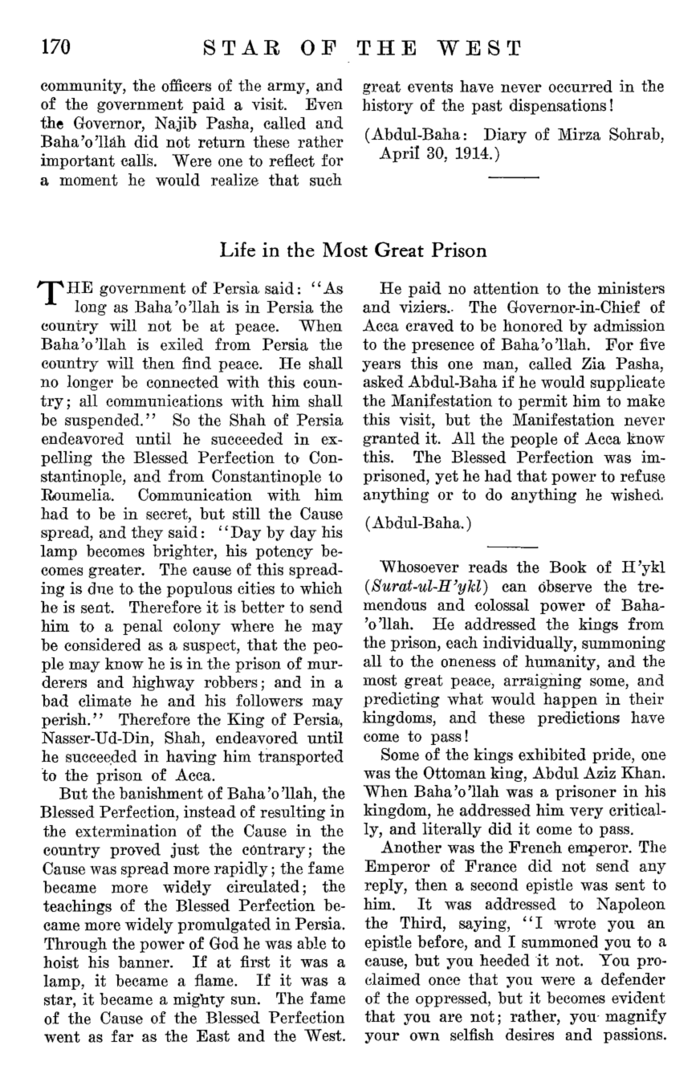 170 STAR OF THE WEST
community, the officers of the army, and
of the government paid a visit. Even
the Governor, Najib Pasha, called and
Baha'o'lláh did not return these rather
important calls. Were one to reflect for
a moment he would realize that such
great events have never occurred in the
history of the past dispensations!
(Abdul-Baha: Diary of Mirza Sohrab,
April 30, 1914.)
Life in the Most Great Prison
THE government of Persia said: "As
long as Baha'o'llah is in Persia the
country will not be at peace. When
Baha'o'llah is exiled from Persia the
country will then find peace. He shall
no longer be connected with this coun-
try; all communications with him shall
be suspended." So the Shah of Persia
endeavored until he succeeded in ex-
pelling the Blessed Perfection to Con-
stantinople, and from Constantinople to
Roumelia. Communication with him
had to be in secret, but still the Cause
spread, and they said: "Day by day his
lamp becomes brighter, his potency be-
comes greater. The cause of this spread-
ing is due to the populous cities to which
he is sent. Therefore it is better to send
him to a penal colony where he may
be considered as a suspect, that the peo-
ple may know he is in the prison of mur-
derers and highway robbers; and in a
bad climate he and his followers may
perish." Therefore the King of Persia,
Nasser-Ud-Din, Shah, endeavored until
he succeeded in having him transported
to the prison of Acca.
But the banishment of Baha'o'llah, the
Blessed Perfection, instead of resulting in
the extermination of the Cause in the
country proved just the contrary; the
Cause was spread more rapidly; the fame
became more widely circulated; the
teachings of the Blessed Perfection be-
came more widely promulgated in Persia.
Through the power of God he was able to
hoist his banner. If at first it was a
lamp, it became a flame. If it was a
star, it became a mighty sun. The fame
of the Cause of the Blessed Perfection
went as far as the East and the West.
He paid no attention to the ministers
and viziers. The Governor-in-Chief of
Acca craved to be honored by admission
to the presence of Baha'o'llah. For five
years this one man, called Zia Pasha,
asked Abdul-Baha if he would supplicate
the Manifestation to permit him to make
this visit, but the Manifestation never
granted it. All the people of Acca know
this. The Blessed Perfection was im-
prisoned, yet he had that power to refuse
anything or to do anything he wished.
(Abdul-Baha.)
Whosoever reads the Book of H'ykl
(Surat-ul-H'ykl) can observe the tre-
mendous and colossal power of Baha-
'o'llah. He addressed the kings from
the prison, each individually, summoning
all to the oneness of humanity, and the
most great peace, arraigning some, and
predicting what would happen in their
kingdoms, and these predictions have
come to pass!
Some of the kings exhibited pride, one
was the Ottoman king, Abdul Aziz Khan.
When Baha'o'llah was a prisoner in his
kingdom, he addressed him very critical-
ly, and literally did it come to pass.
Another was the French emperor. The
Emperor of France did not send any
reply, then a second epistle was sent to
him. It was addressed to Napoleon
the Third, saying, "I wrote you an
epistle before, and I summoned you to a
cause, but you heeded it not. You pro-
claimed once that you were a defender
of the oppressed, but it becomes evident
that you are not; rather, you magnify
your own selfish desires and passions.